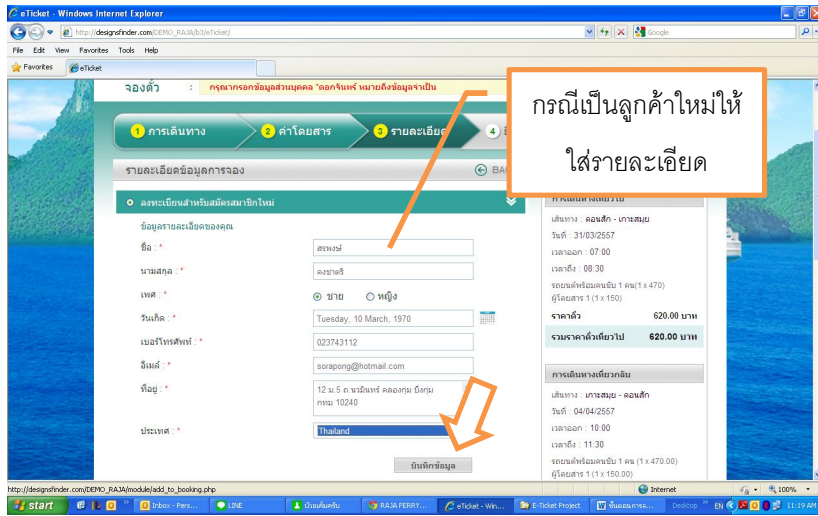 eTicket - Windows Internet Explorer
http://designsfinder.com/DEMO_RAJA/b3/eTicket/
Google
File Edit View Favorites Tools Help
Favorites eTicket
จองตั๋ว : กรุณากรอกข้อมูลส่วนบุคคล "ดอกจันทร์ หมายถึงข้อมูลจำเป็น
กรณีเป็นลูกค้าใหม่ให้
ใส่รายละเอียด
1 การเดินทาง 2 ค่าโดยสาร 3 รายละเอียด 4
รายละเอียดข้อมูลการจอง
ลงทะเบียนสำหรับสมัครสมาชิกใหม่
ข้อมูลรายละเอียดของคุณ
ชื่อ : *
นามสกุล : *
คงชาตรี
เพศ : * ชาย หญิง
วันเกิด : * Tuesday, 10 March, 1970
เบอร์โทรศัพท์ : * 023743112
อีเมล์ : * sorapong@hotmail.com
ที่อยู่ : * 12 ม.5 ถ.นวมินทร์ คลองกุ่ม บึงกุ่ม
กทม 10240
ประเทศ : * Thailand
บันทึกข้อมูล
การเดินทางเที่ยวไป
เส้นทาง : ดอนสัก - เกาะสมุย
วันที่ : 31/03/2557
เวลาออก : 07:00
เวลาถึง : 08:30
รถยนต์พร้อมคนขับ 1 คน(1 x 470)
ผู้โดยสาร 1 (1 x 150)
ราคาตั๋ว 620.00 บาท
รวมราคาตั๋วเที่ยวไป 620.00 บาท
การเดินทางเที่ยวกลับ
เส้นทาง : เกาะสมุย - ดอนสัก
วันที่ : 04/04/2557
เวลาออก : 10:00
เวลาถึง : 11:30
รถยนต์พร้อมคนขับ 1 คน (1 x 470.00)
ผู้โดยสาร 1 (1 x 150.00)
http://designsfinder.com/DEMO_RAJA/module/add_to_booking.php
Internet 100%
start Inbox - Pers... LINE RAJA FERRY... eTicket - Win... E-Ticket Project Desktop EN 11:19 AM